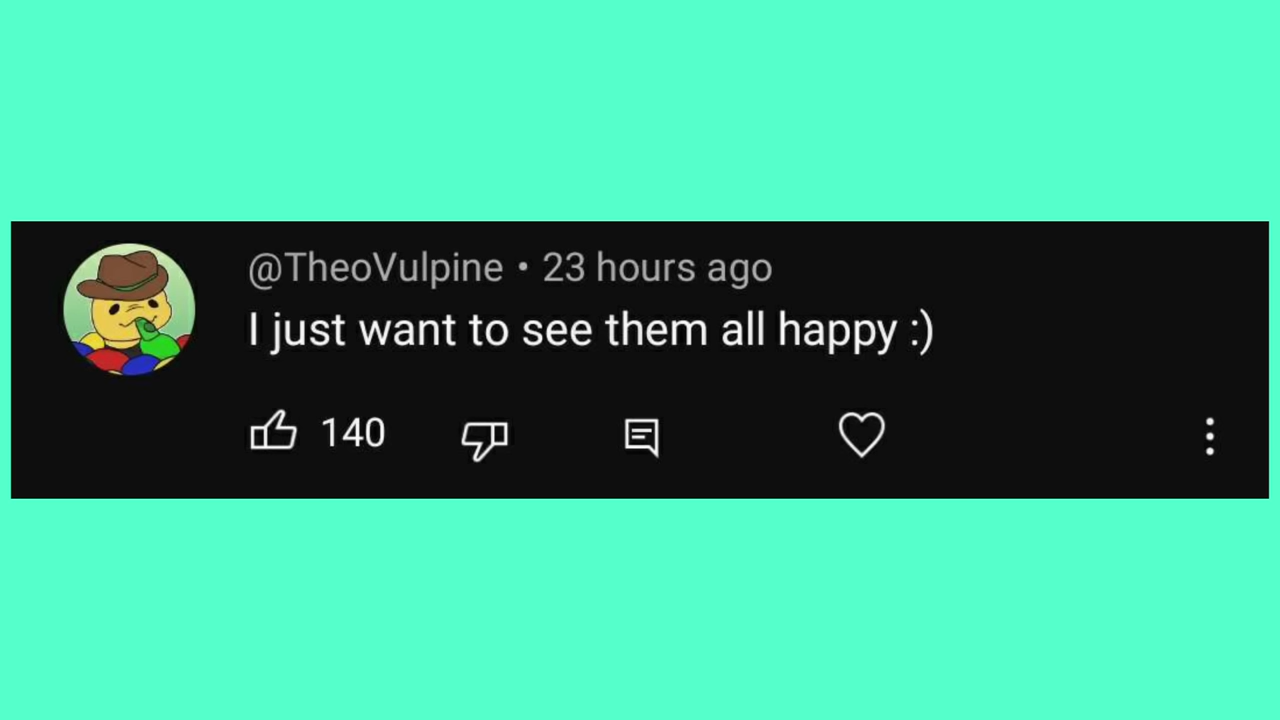 @TheoVulpine • 23 hours ago
I just want to see them all happy :)
140